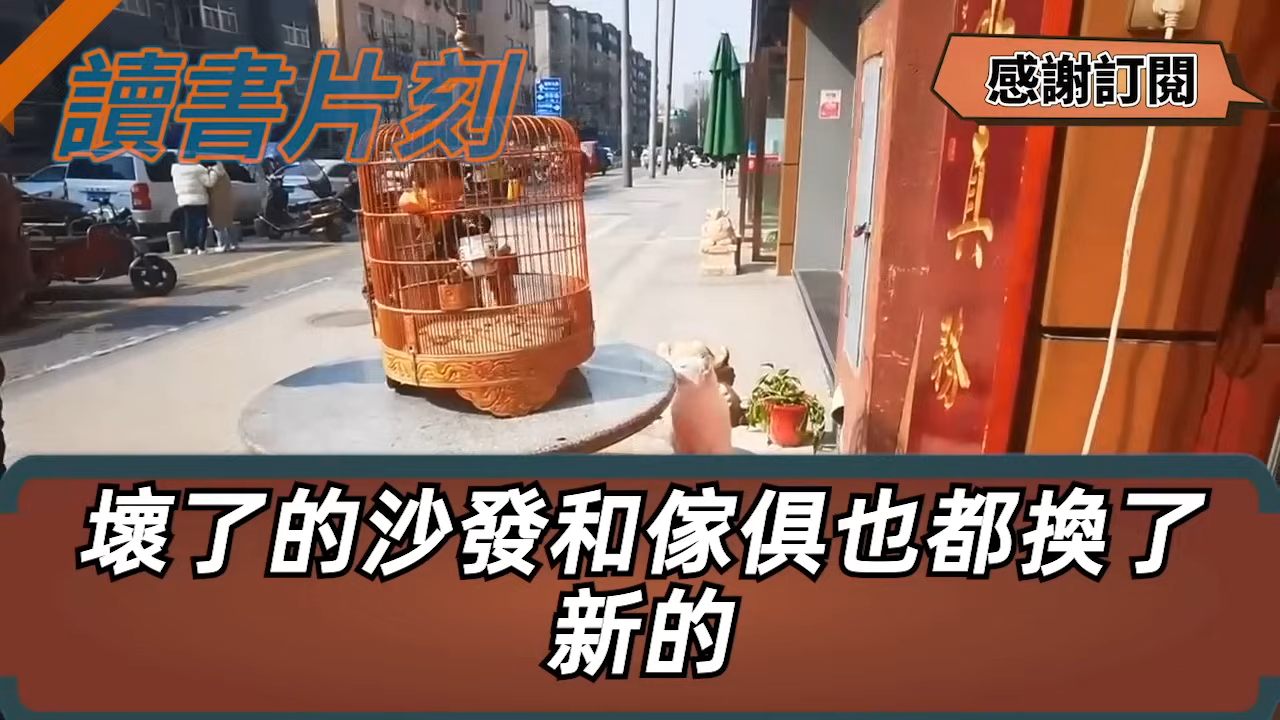 讀書片刻
感謝訂閱
真
壞了的沙發和傢俱也都換了
新的